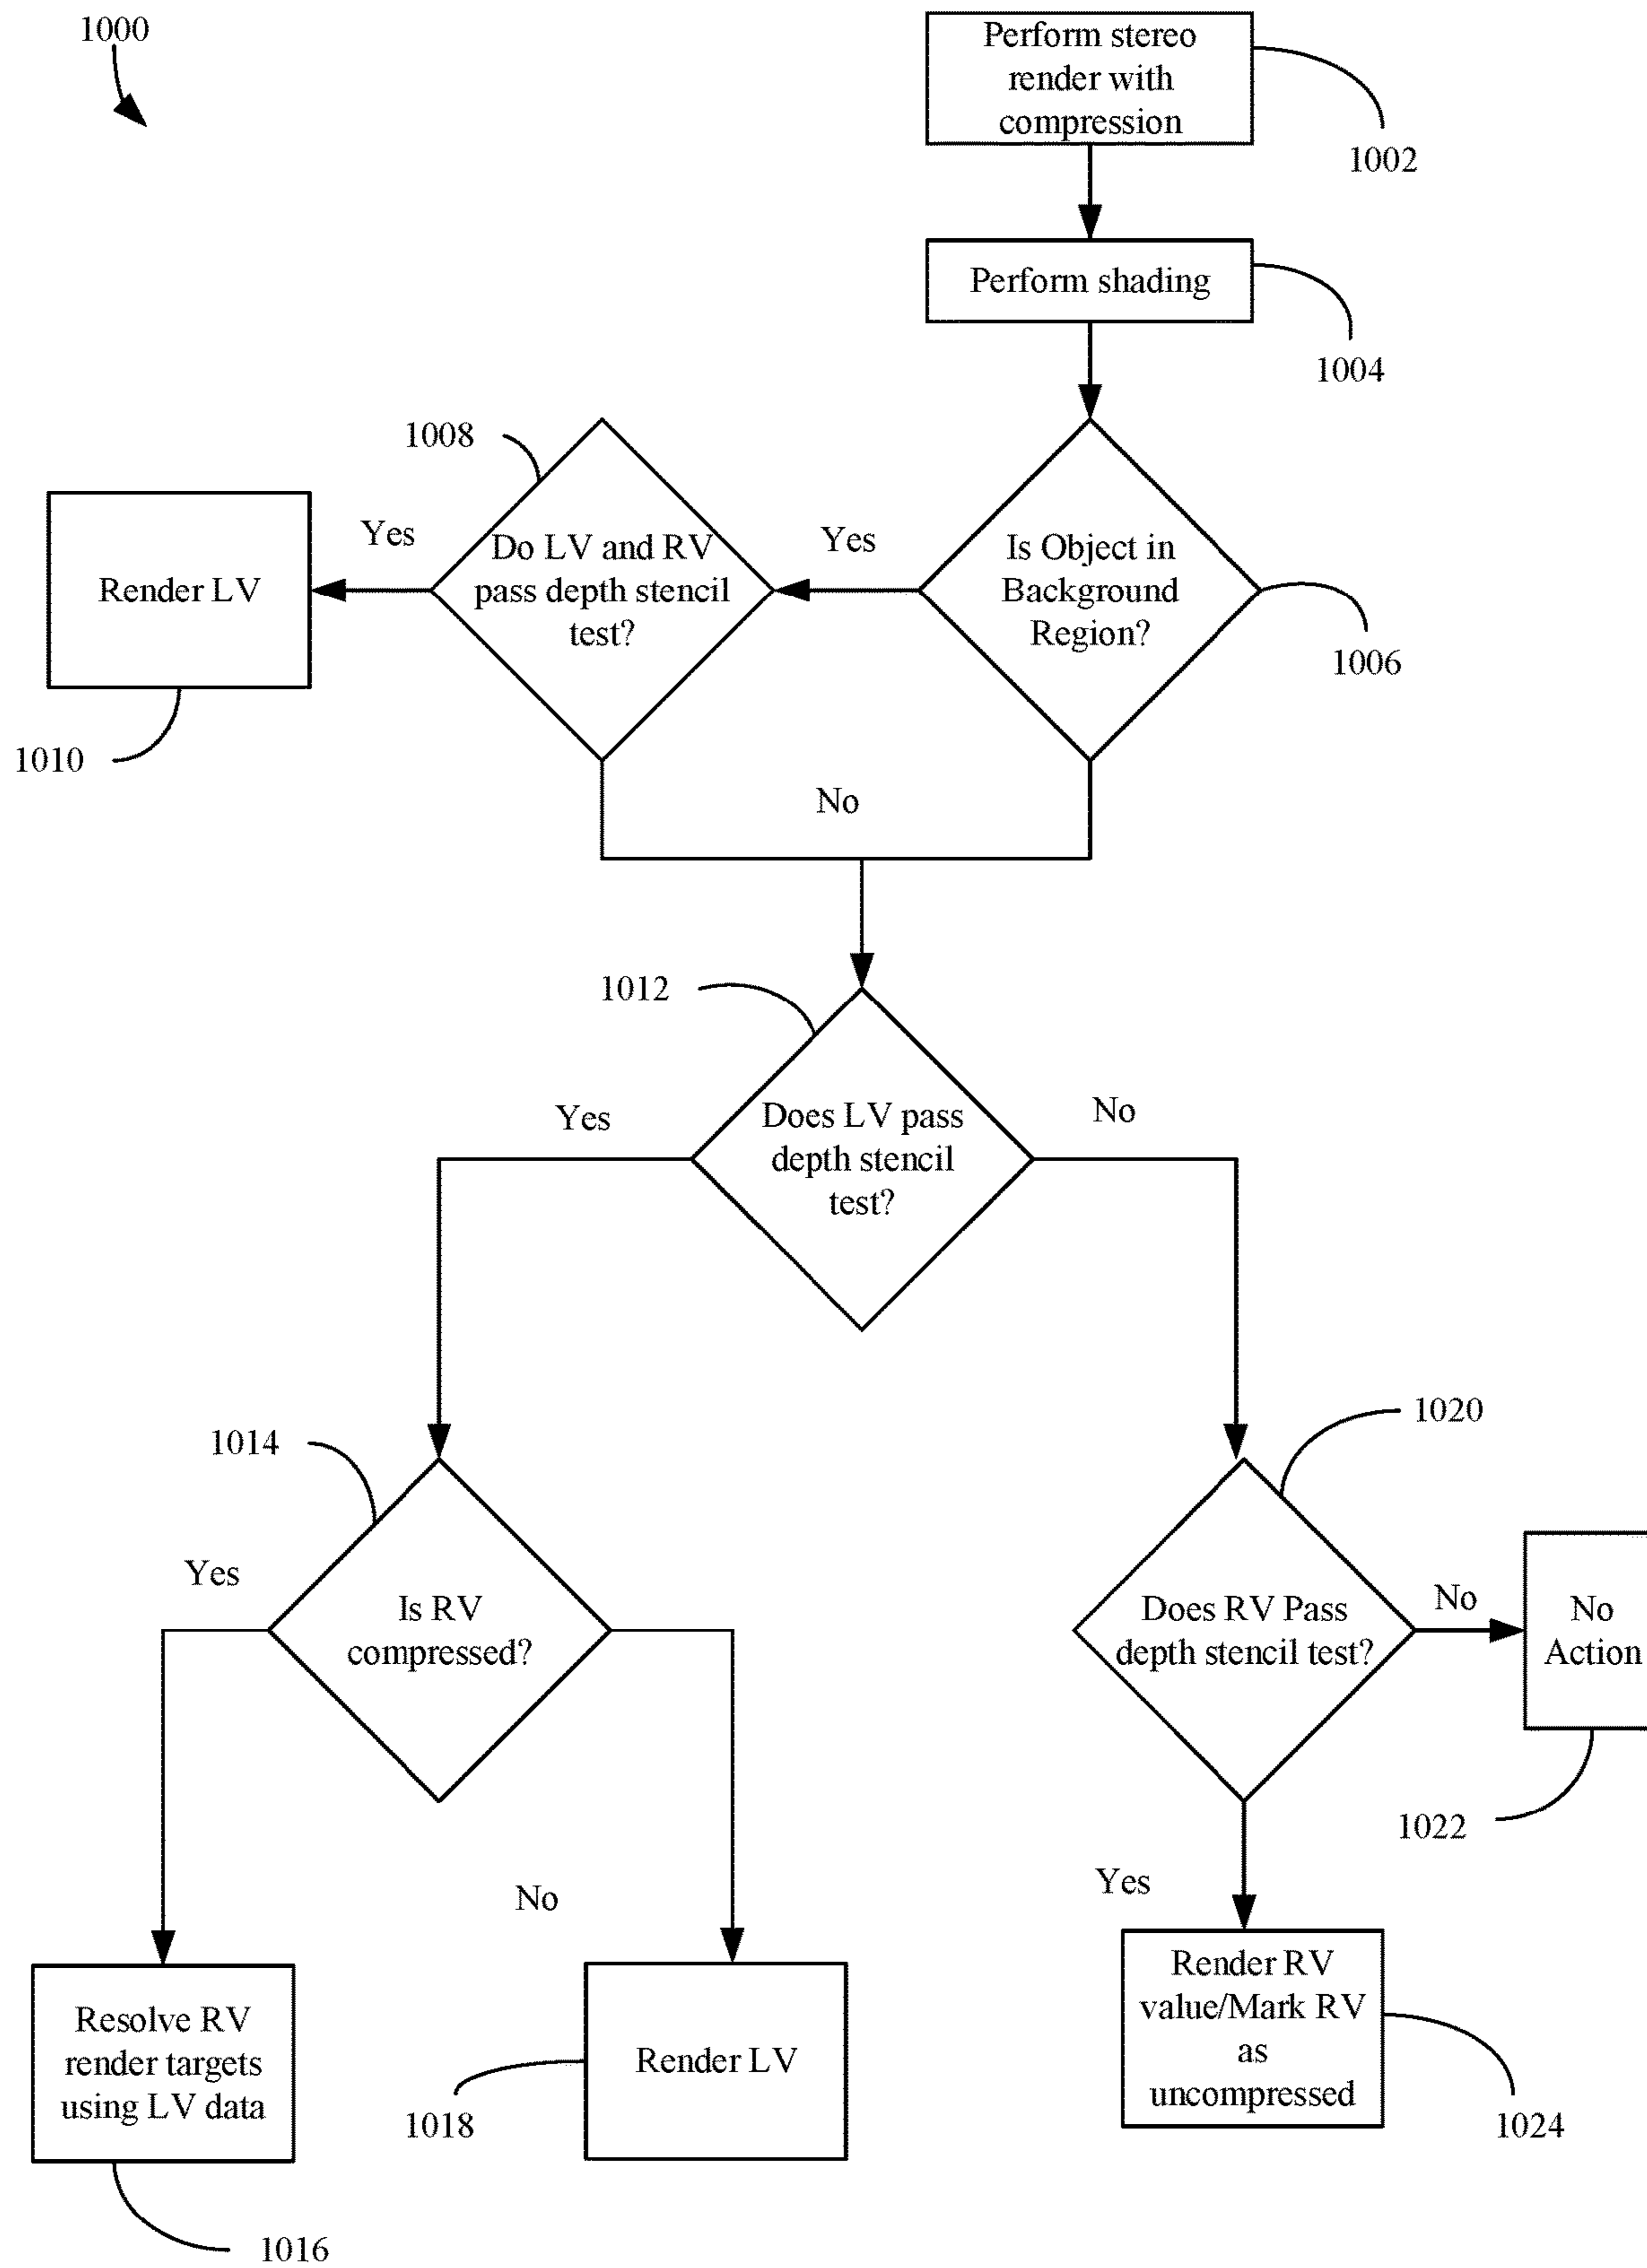 1000
Perform stereo
render with
compression
1002
Perform shading
1004
1008
Is Object in
Background
Region?
1006
Yes
Do LV and RV
pass depth stencil
test?
Yes
Render LV
1010
No
1012
Does LV pass
depth stencil
test?
Yes
No
1014
Is RV
compressed?
Yes
No
Resolve RV
render targets
using LV data
1016
Render LV
1018
1020
Does RV Pass
depth stencil test?
No
No
Action
1022
Yes
Render RV
value/Mark RV
as
uncompressed
1024